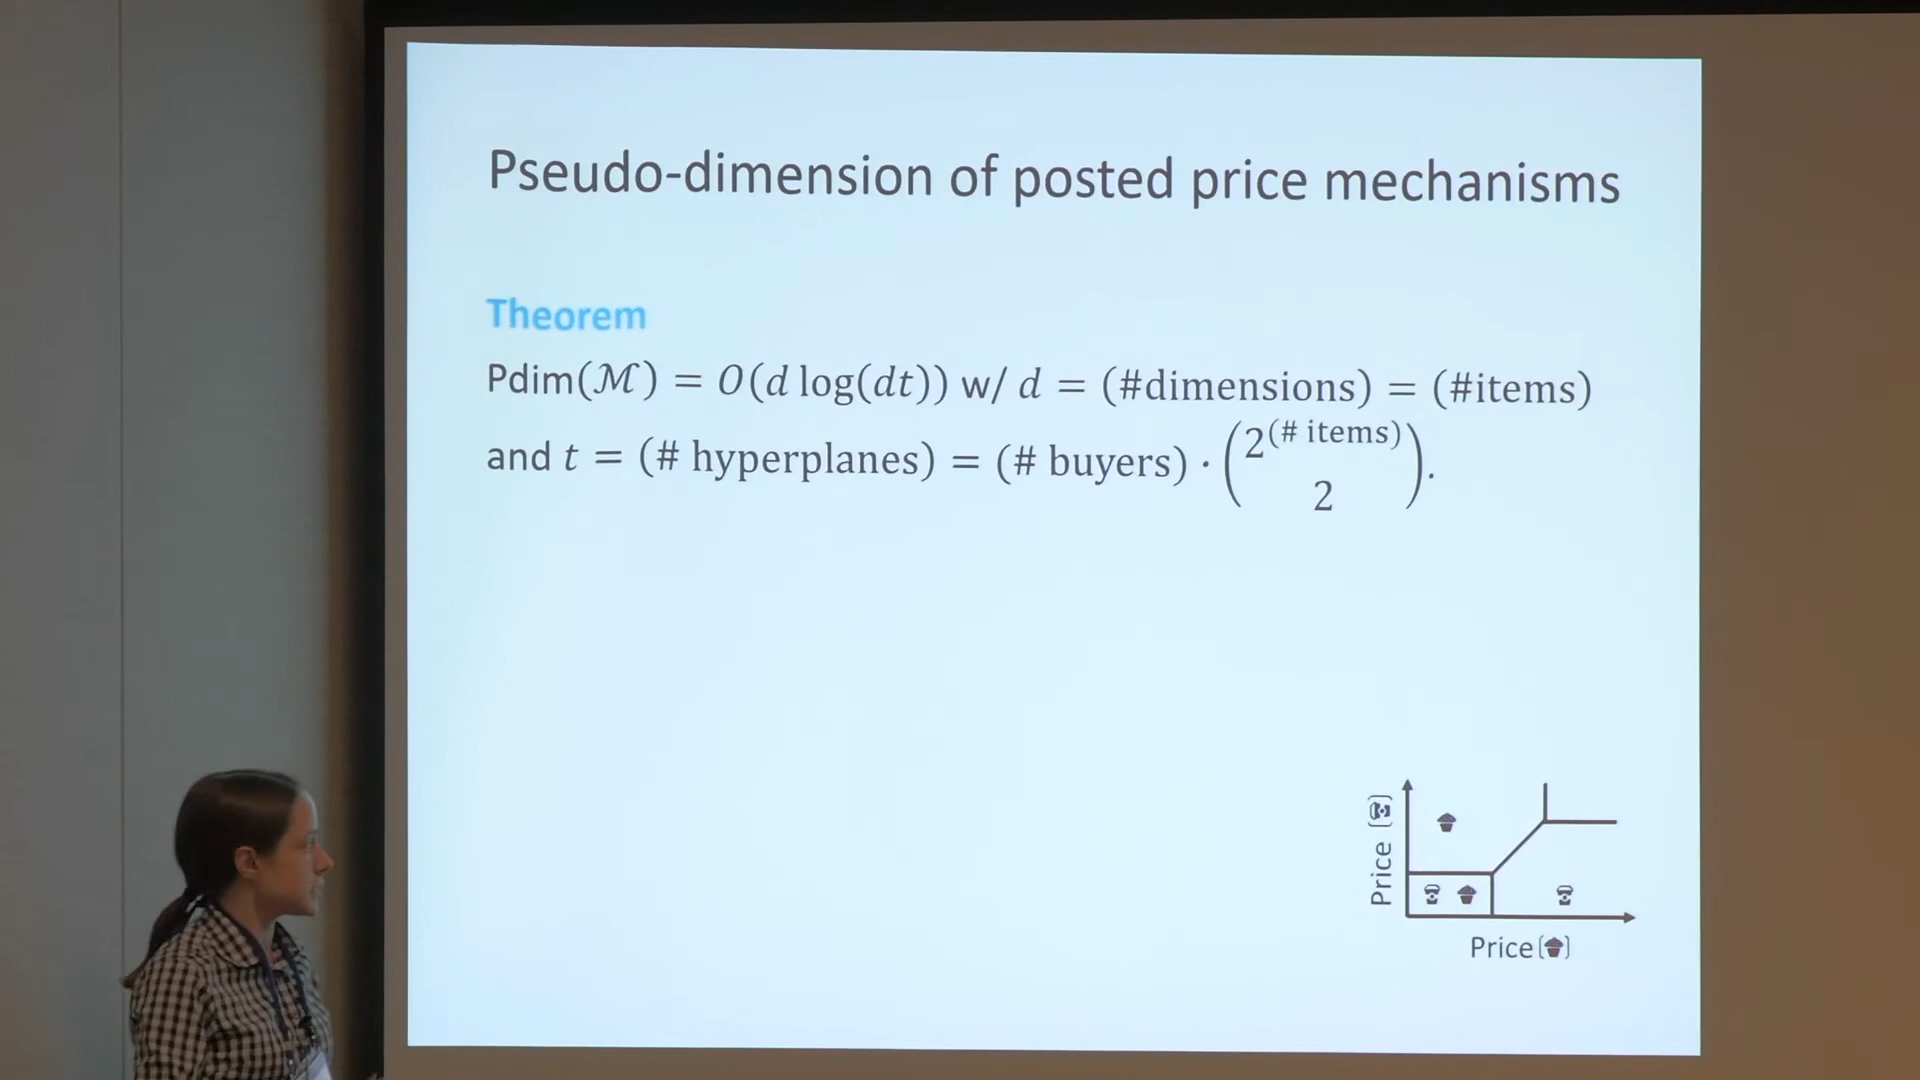 Pseudo-dimension of posted price mechanisms
Theorem
Pdim(ℳ) = O(d log(dt)) w/ d = (#dimensions) = (#items)
and t = (# hyperplanes) = (# buyers) · (2^(# items) 2).
Price ( )
Price ( )